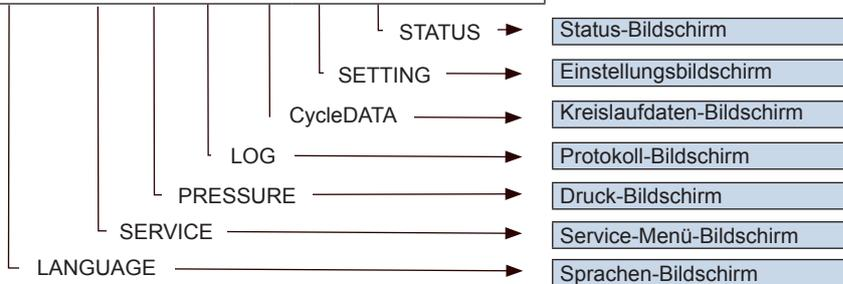 STATUS Status-Bildschirm
SETTING Einstellungsbildschirm
CycleDATA Kreislaufdaten-Bildschirm
LOG Protokoll-Bildschirm
PRESSURE Druck-Bildschirm
SERVICE Service-Menü-Bildschirm
LANGUAGE Sprachen-Bildschirm